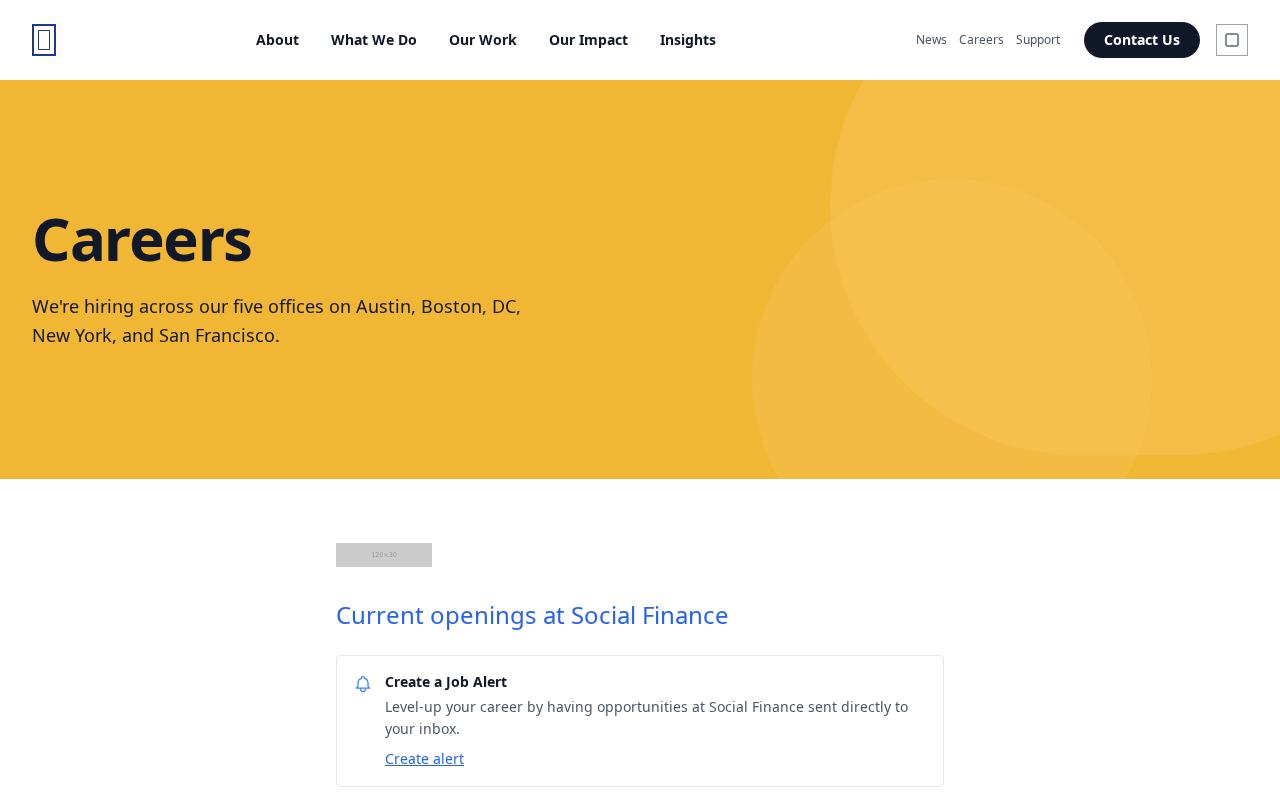 About What We Do Our Work Our Impact Insights News Careers Support Contact Us
Careers
We're hiring across our five offices on Austin, Boston, DC,
New York, and San Francisco.
120×30
Current openings at Social Finance
Create a Job Alert
Level-up your career by having opportunities at Social Finance sent directly to
your inbox.
Create alert